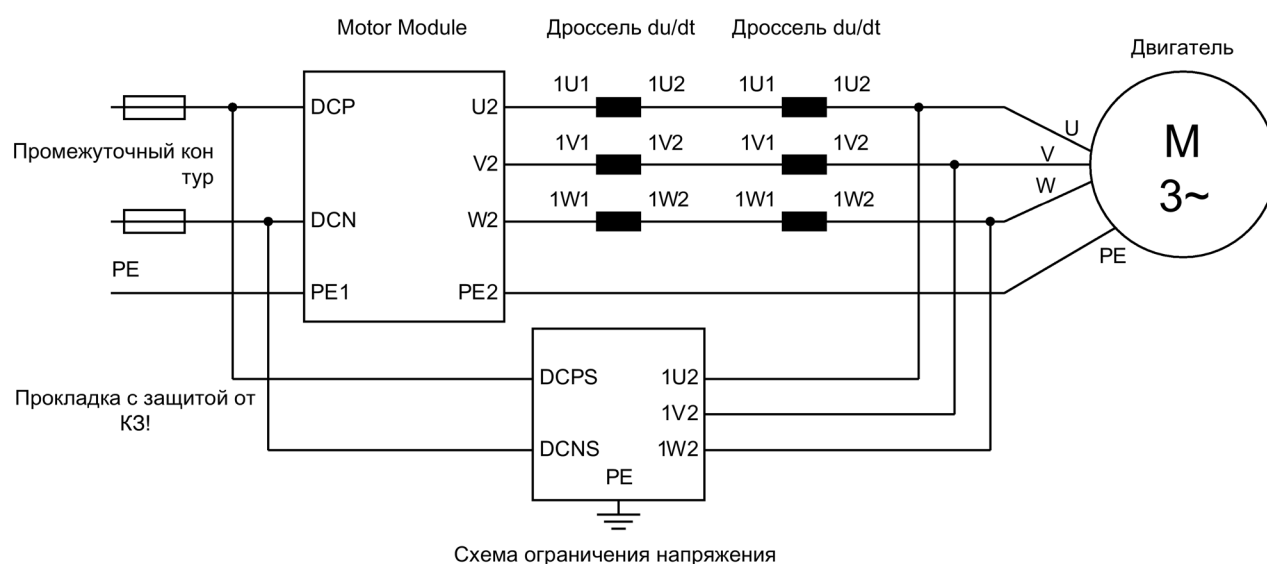 Motor Module
Дроссель du/dt
Дроссель du/dt
Двигатель
1U1
1U2
1U1
1U2
DCP
U2
U
M
3~
Промежуточный кон
тур
1V1
1V2
1V1
1V2
V2
V
1W1
1W2
1W1
1W2
W
DCN
W2
PE
PE
PE1
PE2
Прокладка с защитой от
КЗ!
DCPS
1U2
1V2
DCNS
1W2
PE
Схема ограничения напряжения